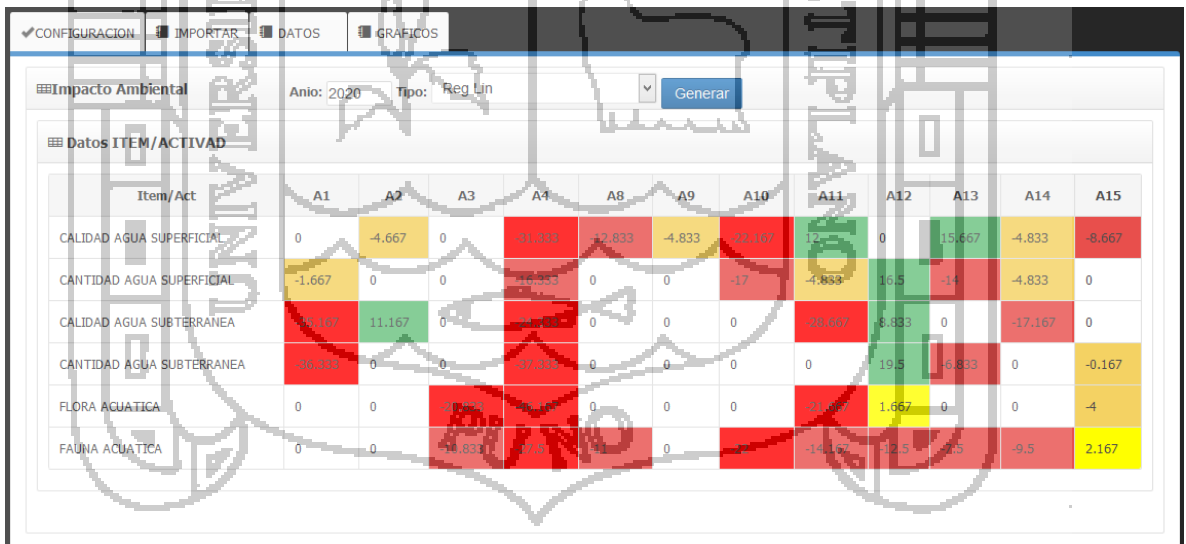 CONFIGURACION IMPORTAR DATOS GRAFICOS
Impacto Ambiental Anio: 2020 Tipo: Reg Lin Generar
Datos ITEM/ACTIVAD
Item/Act A1 A2 A3 A4 A8 A9 A10 A11 A12 A13 A14 A15
CALIDAD AGUA SUPERFICIAL 0 -4.667 0 -31.333 -12.833 -4.833 -22.167 0 15.667 -4.833 -8.667
CANTIDAD AGUA SUPERFICIAL -1.667 0 0 -16.333 0 0 -17 -4.833 16.5 -14 -4.833 0
CALIDAD AGUA SUBTERRANEA 11.167 0 0 0 0 -28.667 8.833 0 -17.167 0
CANTIDAD AGUA SUBTERRANEA 0 0 0 0 0 0 19.5 -6.833 0 -0.167
FLORA ACUATICA 0 0 0 0 0 1.667 0 0 -4
FAUNA ACUATICA 0 0 0 -14.167 -12.5 -9.5 2.167
ALTIPLANO
PUNO